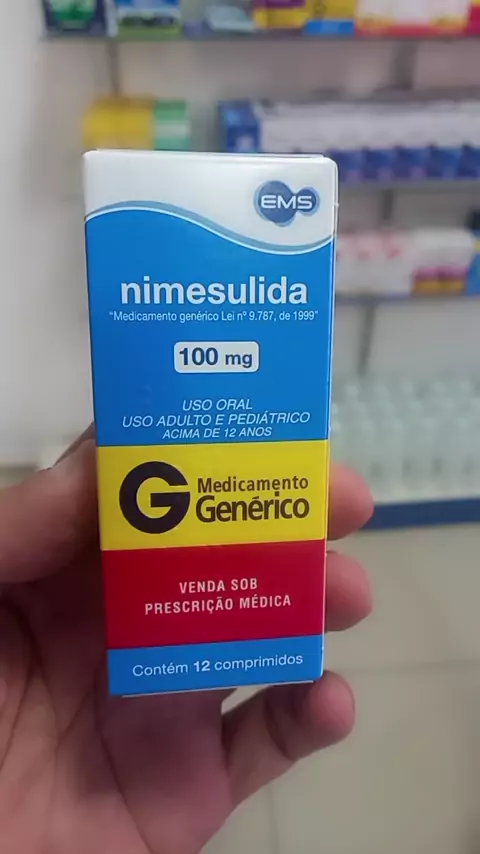 EMS
nimesulida
"Medicamento genérico Lei nº 9.787, de 1999"
100 mg
USO ORAL
USO ADULTO E PEDIÁTRICO
ACIMA DE 12 ANOS
G Medicamento
Genérico
VENDA SOB
PRESCRIÇÃO MÉDICA
Contém 12 comprimidos